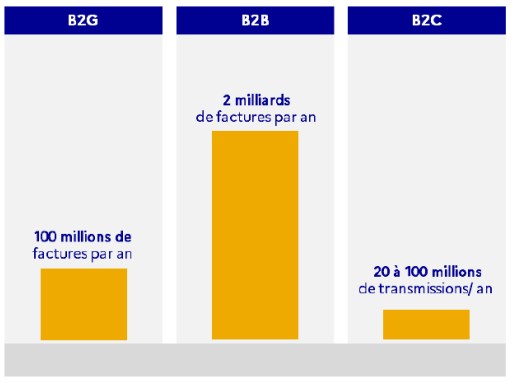 B2G
B2B
B2C
2 milliards
de factures par an
100 millions de
factures par an
20 à 100 millions
de transmissions/ an